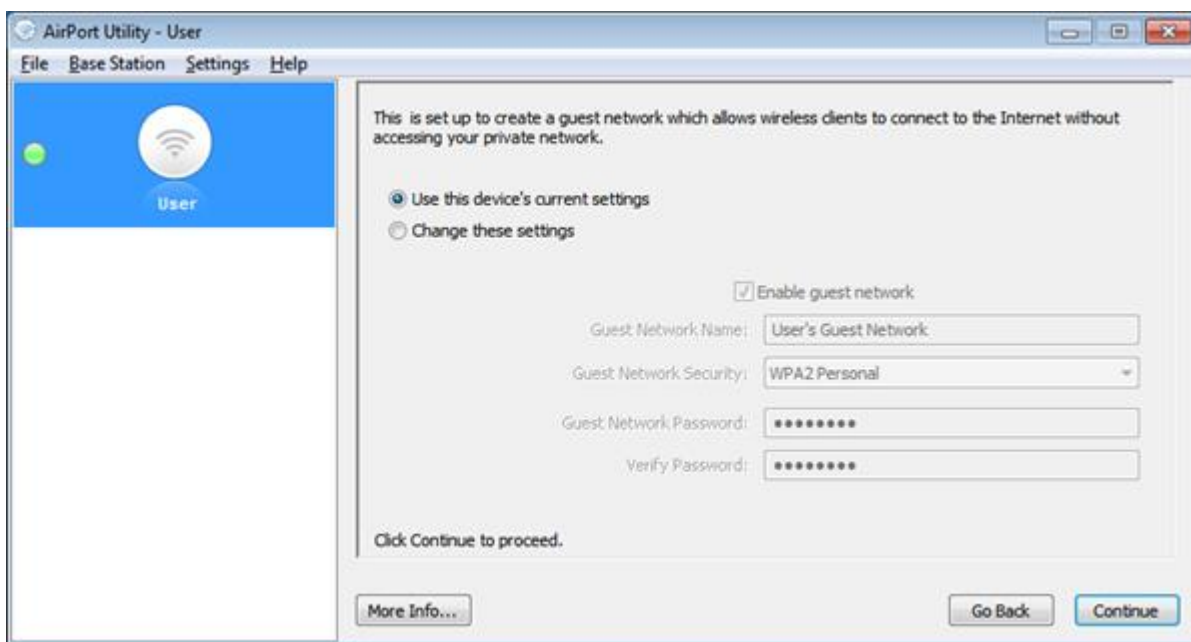 AirPort Utility - User
File Base Station Settings Help
User
This is set up to create a guest network which allows wireless clients to connect to the Internet without
accessing your private network.
Use this device's current settings
Change these settings
Enable guest network
Guest Network Name: User's Guest Network
Guest Network Security: WPA2 Personal
Guest Network Password: ••••••••
Verify Password: ••••••••
Click Continue to proceed.
More Info... Go Back Continue